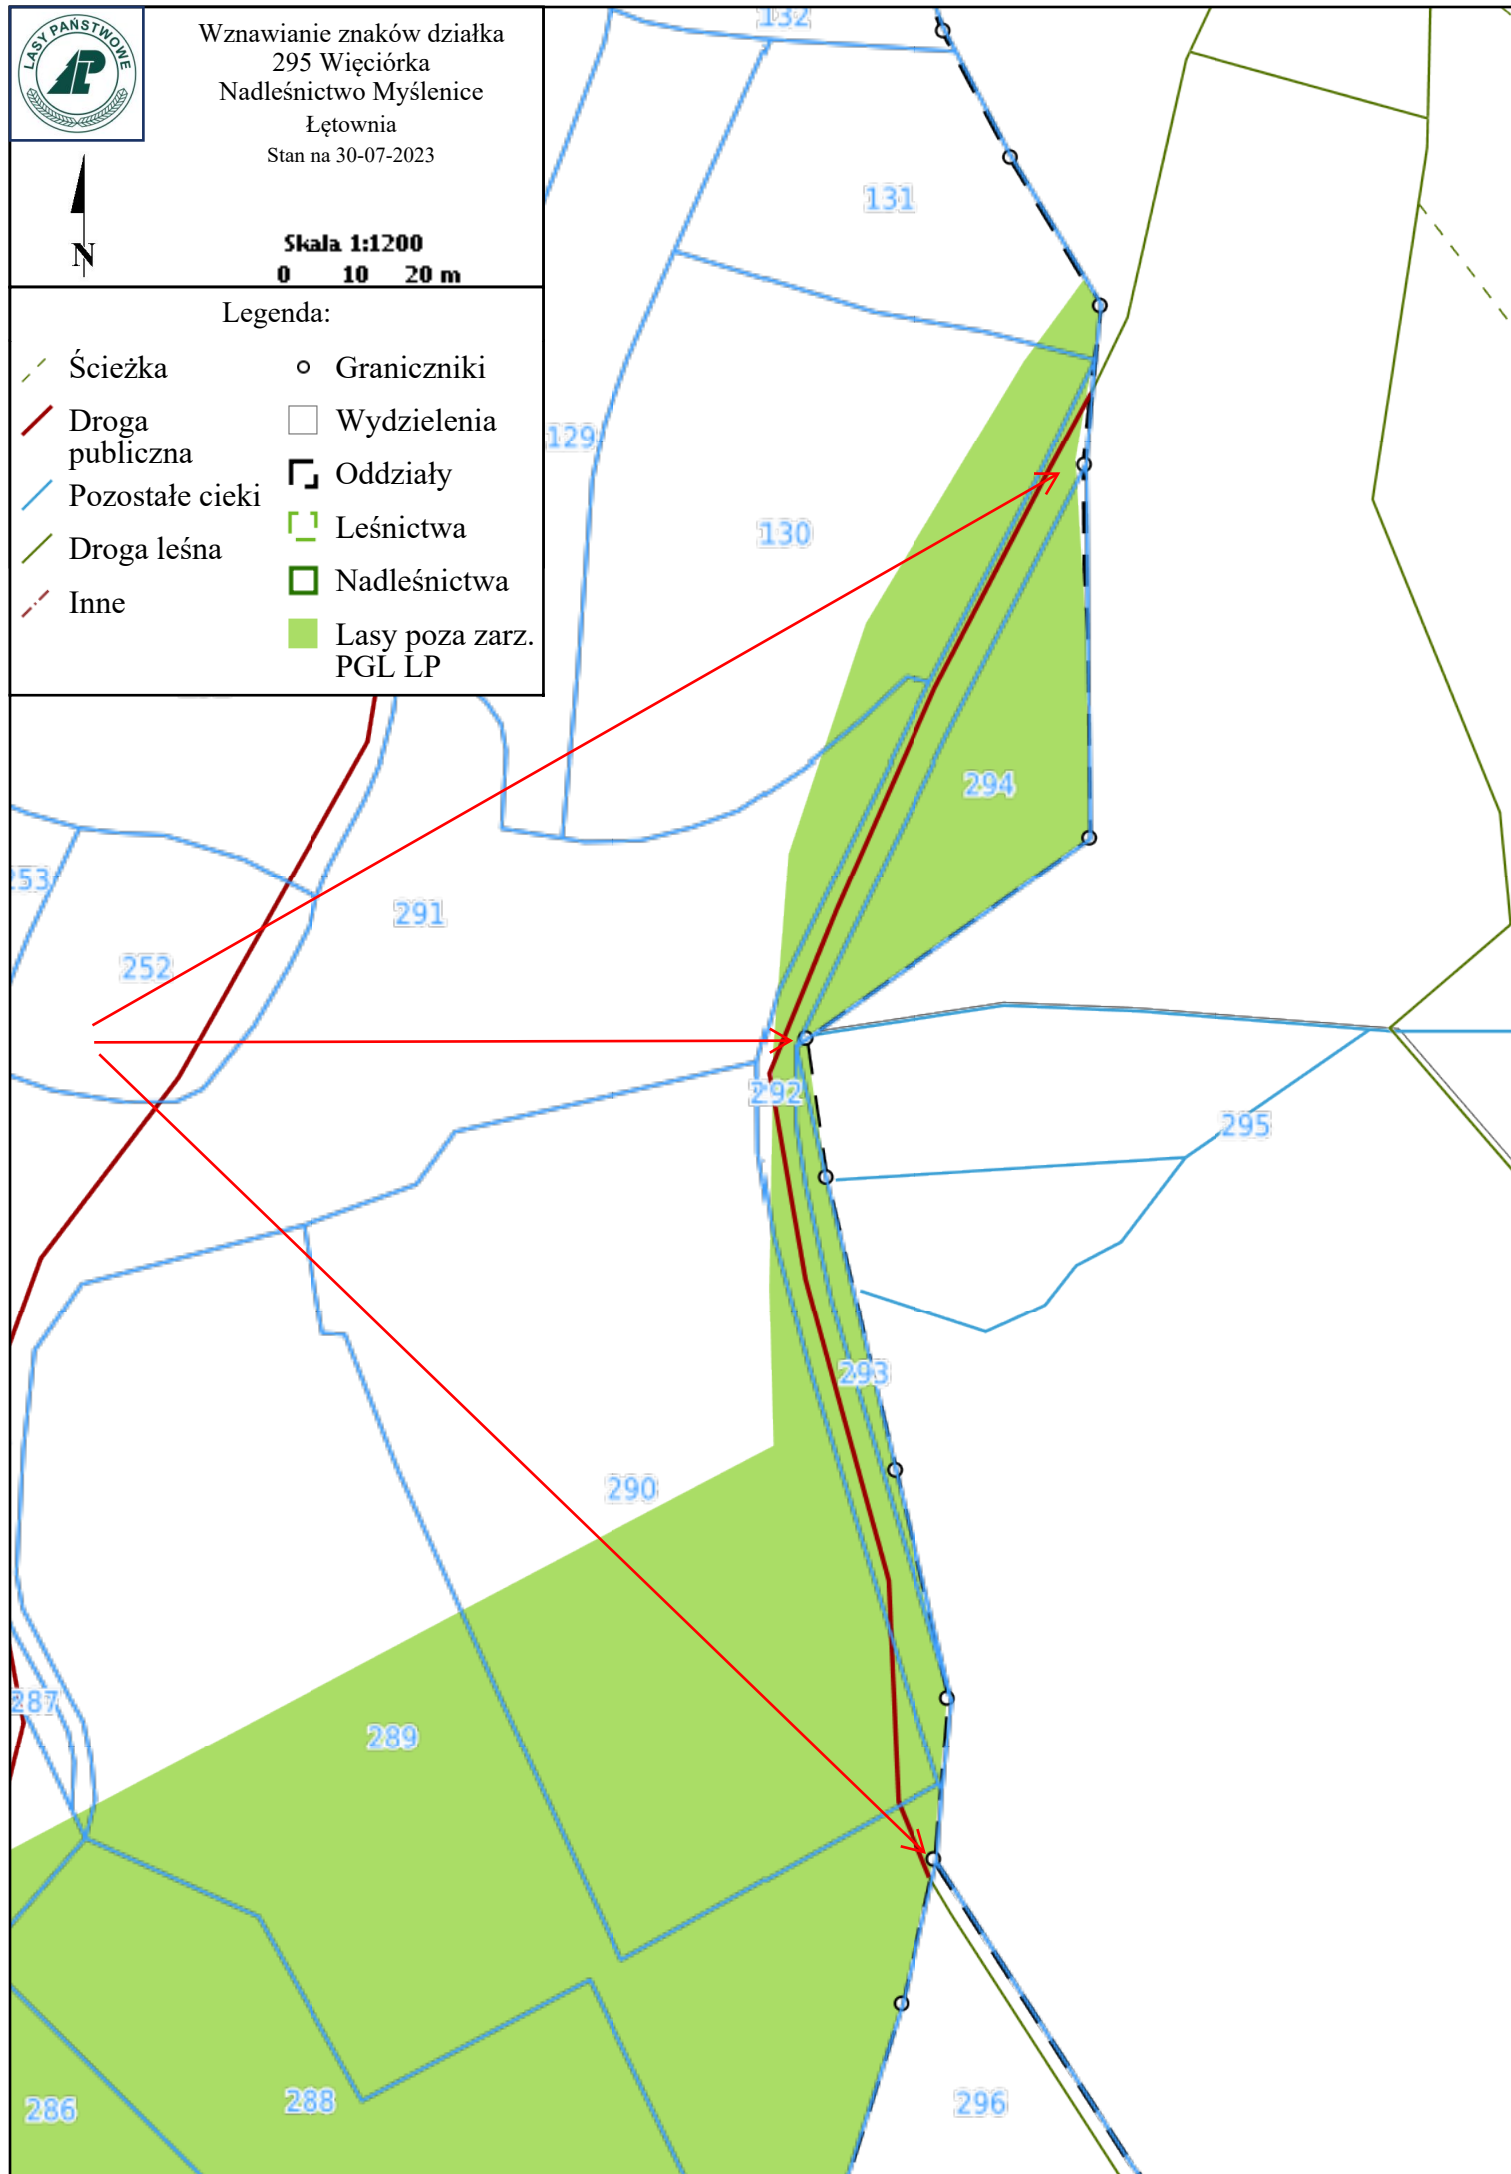 LASY PAŃSTWOWE
Wznawianie znaków działka
295 Więciórka
Nadleśnictwo Myślenice
Łętownia
Stan na 30-07-2023
N
Skala 1:1200
0 10 20 m
Legenda:
Ścieżka
Droga
publiczna
Pozostałe cieki
Droga leśna
Inne
Graniczniki
Wydzielenia
Oddziały
Leśnictwa
Nadleśnictwa
Lasy poza zarz.
PGL LP
132
131
129
130
294
253
291
252
292
295
293
290
287
289
286
288
296